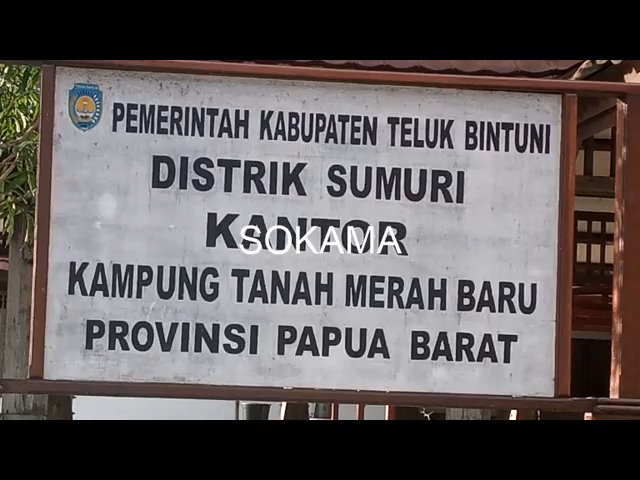 PEMERINTAH KABUPATEN TELUK BINTUNI
DISTRIK SUMURI
KANTOR
SOKAMA
KAMPUNG TANAH MERAH BARU
PROVINSI PAPUA BARAT